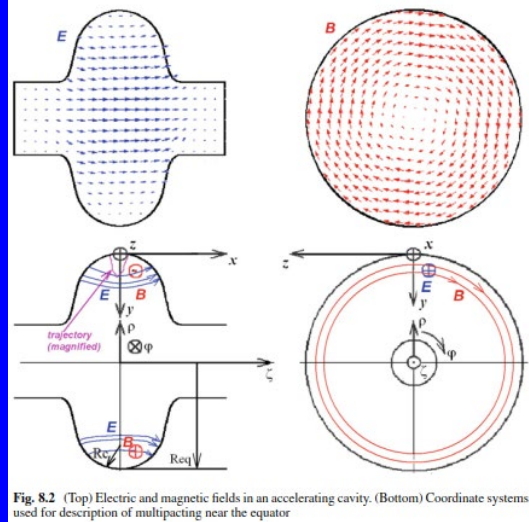 E
B
z
x
E
B
y
trajectory
(magnified)
ρ
φ
ζ
E
B
Rc
Req
x
z
E
y
B
ρ
φ
ζ
Fig. 8.2 (Top) Electric and magnetic fields in an accelerating cavity. (Bottom) Coordinate systems
used for description of multipacting near the equator